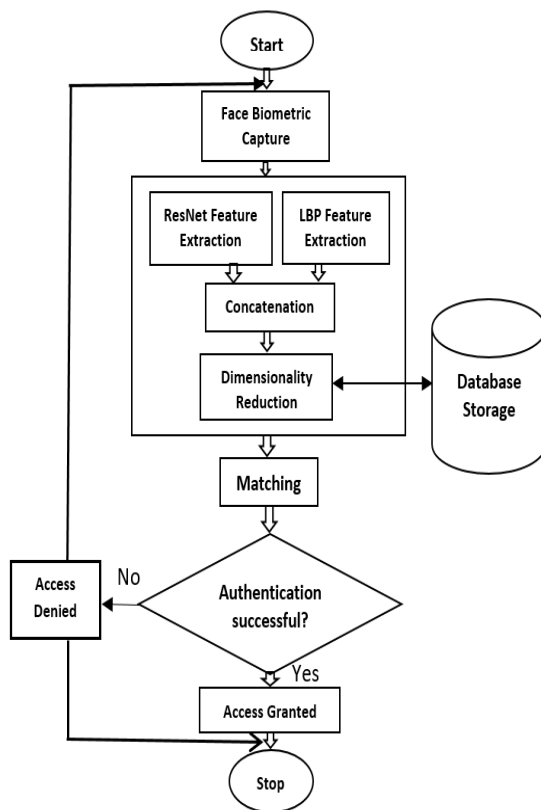 Start
Face Biometric
Capture
ResNet Feature
Extraction
LBP Feature
Extraction
Concatenation
Dimensionality
Reduction
Database
Storage
Matching
Authentication
successful?
No
Access
Denied
Yes
Access Granted
Stop